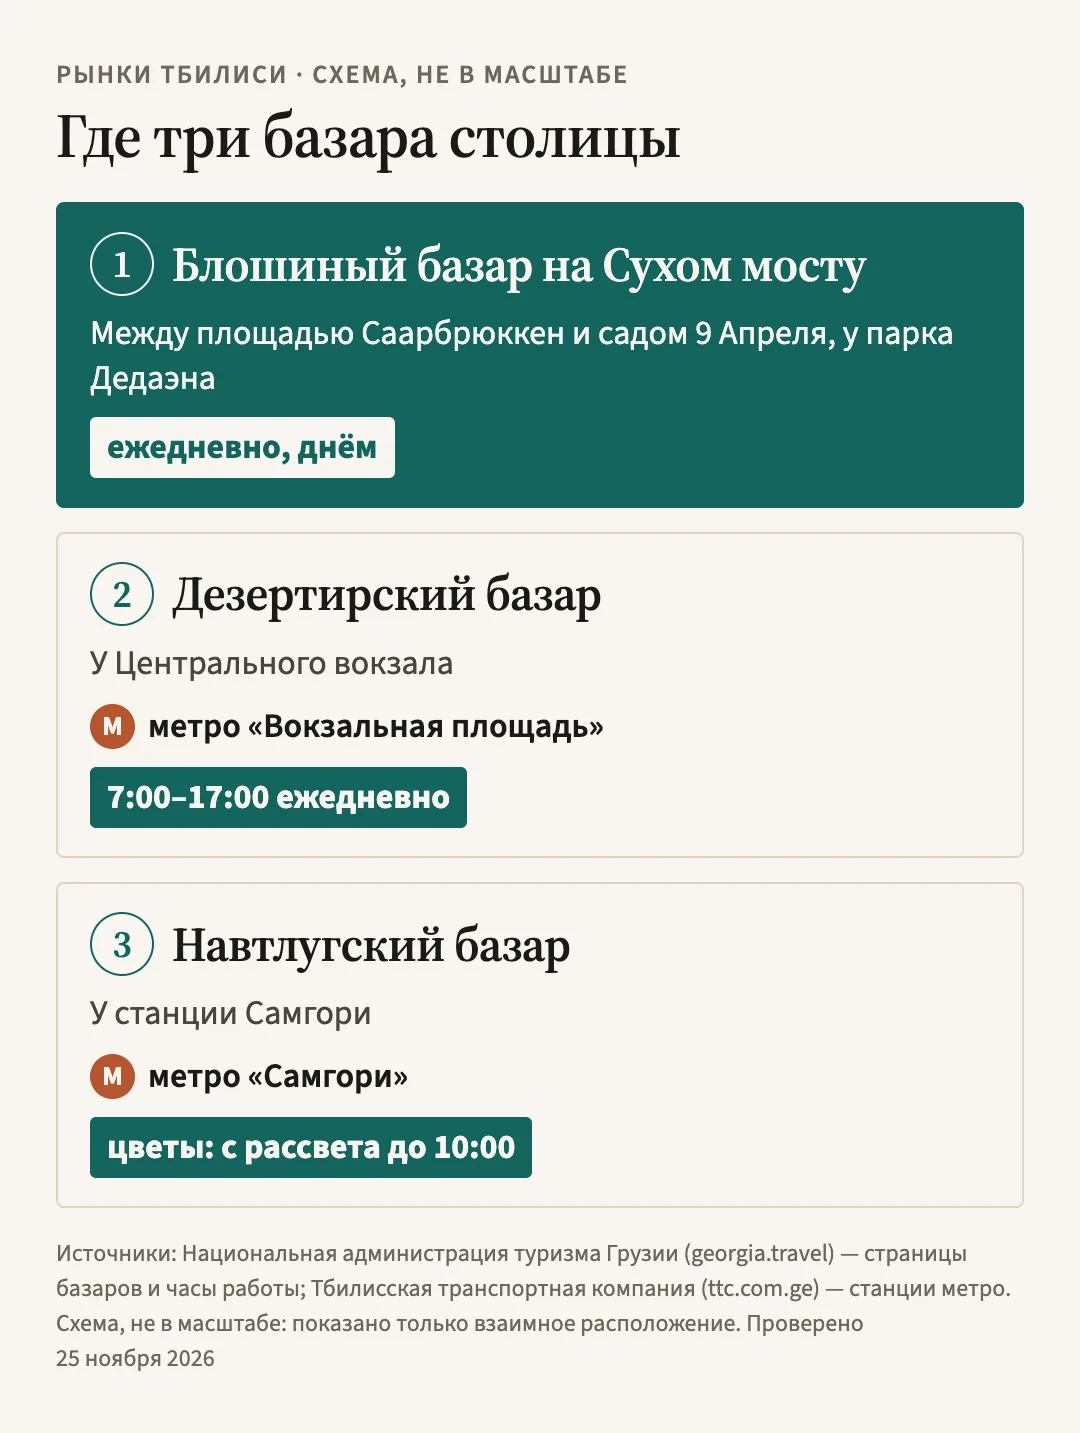 РЫНКИ ТБИЛИСИ · СХЕМА, НЕ В МАСШТАБЕ
Где три базара столицы
1 Блошиный базар на Сухом мосту
Между площадью Саарбрюккен и садом 9 Апреля, у парка
Дедаэна
ежедневно, днём
2 Дезертирский базар
У Центрального вокзала
М метро «Вокзальная площадь»
7:00–17:00 ежедневно
3 Навтлугский базар
У станции Самгори
М метро «Самгори»
цветы: с рассвета до 10:00
Источники: Национальная администрация туризма Грузии (georgia.travel) — страницы
базаров и часы работы; Тбилисская транспортная компания (ttc.com.ge) — станции метро.
Схема, не в масштабе: показано только взаимное расположение. Проверено
25 ноября 2026